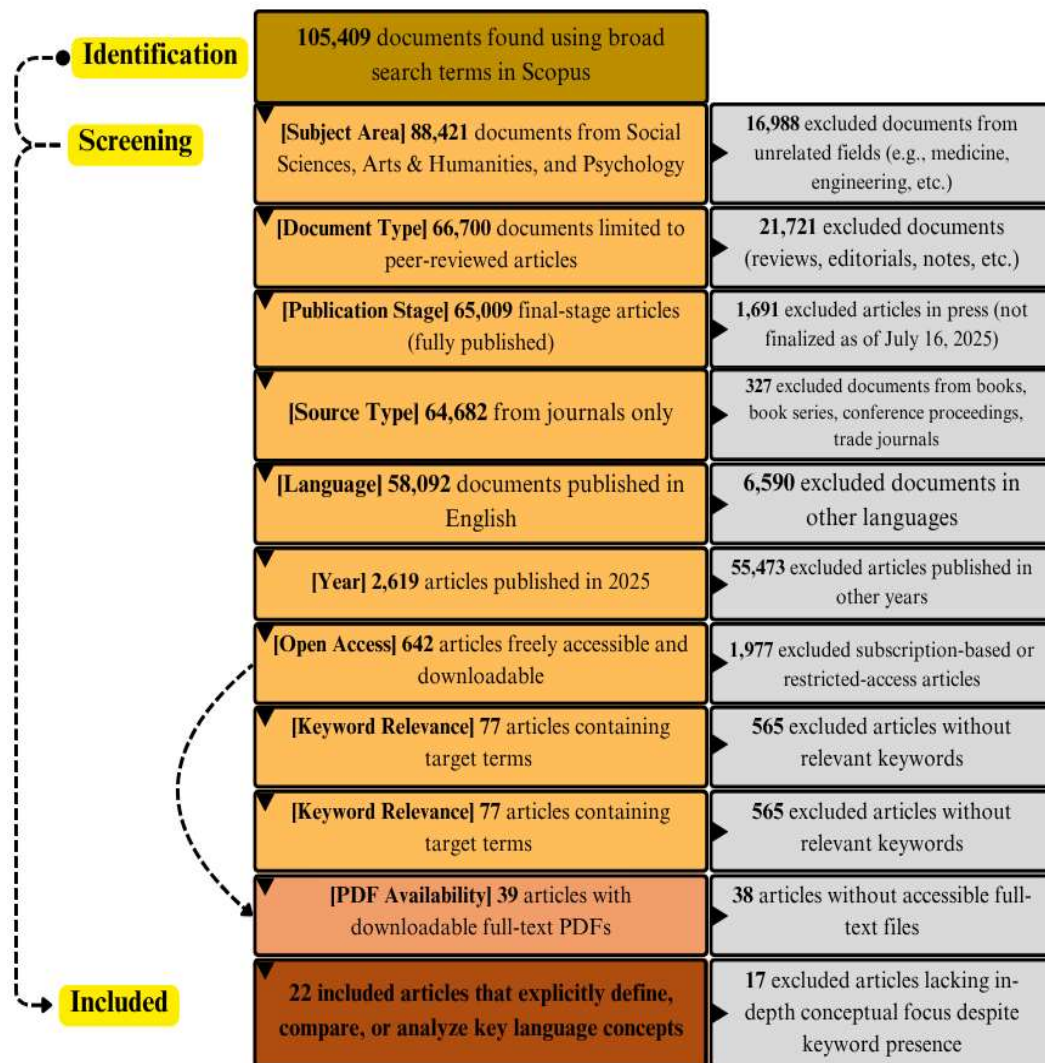 Identification
105,409 documents found using broad
search terms in Scopus
Screening
[Subject Area] 88,421 documents from Social
Sciences, Arts & Humanities, and Psychology
16,988 excluded documents from
unrelated fields (e.g., medicine,
engineering, etc.)
[Document Type] 66,700 documents limited to
peer-reviewed articles
21,721 excluded documents
(reviews, editorials, notes, etc.)
[Publication Stage] 65,009 final-stage articles
(fully published)
1,691 excluded articles in press (not
finalized as of July 16, 2025)
[Source Type] 64,682 from journals only
327 excluded documents from books,
book series, conference proceedings,
trade journals
[Language] 58,092 documents published in
English
6,590 excluded documents in
other languages
[Year] 2,619 articles published in 2025
55,473 excluded articles published in
other years
[Open Access] 642 articles freely accessible and
downloadable
1,977 excluded subscription-based or
restricted-access articles
[Keyword Relevance] 77 articles containing
target terms
565 excluded articles without
relevant keywords
[Keyword Relevance] 77 articles containing
target terms
565 excluded articles without
relevant keywords
[PDF Availability] 39 articles with
downloadable full-text PDFs
38 articles without accessible full-
text files
Included
22 included articles that explicitly define,
compare, or analyze key language concepts
17 excluded articles lacking in-
depth conceptual focus despite
keyword presence